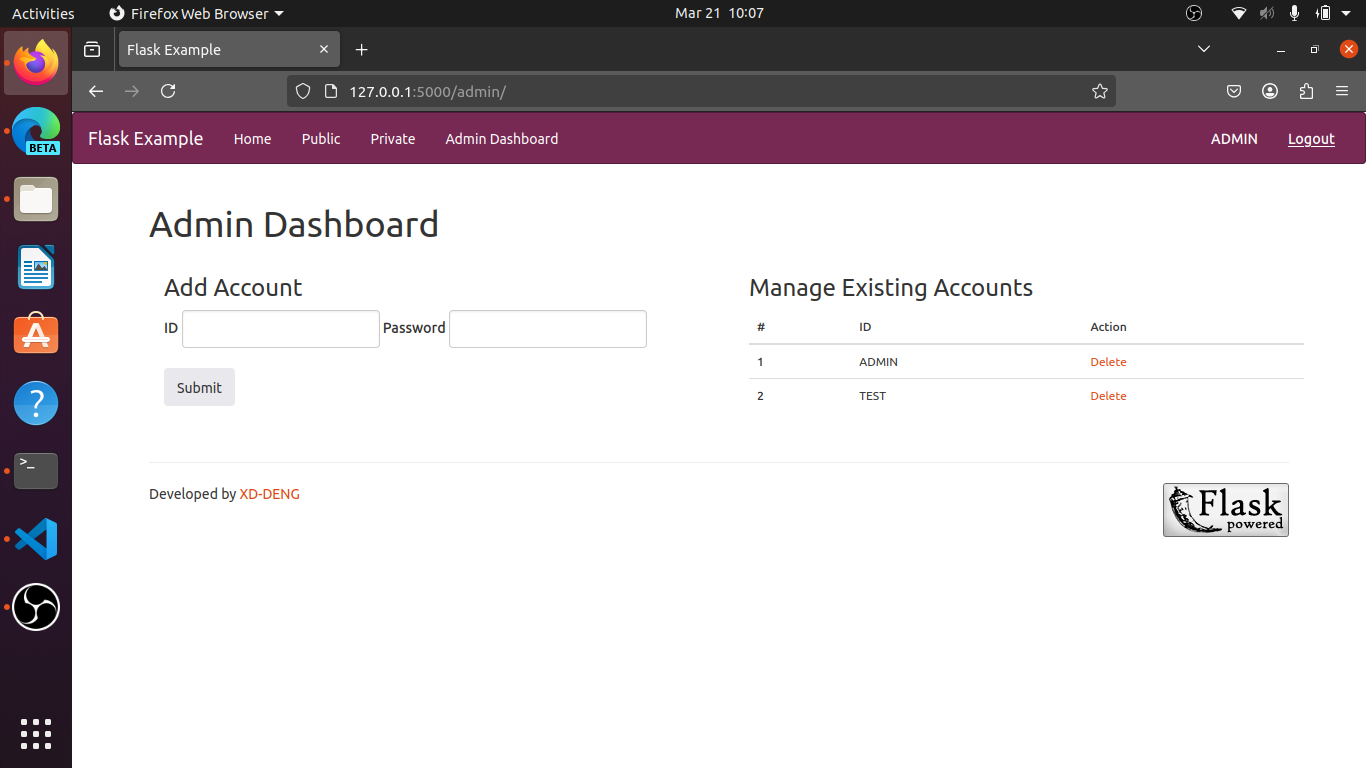 Activities Firefox Web Browser Mar 21 10:07
Flask Example
127.0.0.1:5000/admin/
BETA
Flask Example Home Public Private Admin Dashboard ADMIN Logout
Admin Dashboard
Add Account
ID Password
Submit
Manage Existing Accounts
# ID Action
1 ADMIN Delete
2 TEST Delete
Developed by XD-DENG
Flask
powered